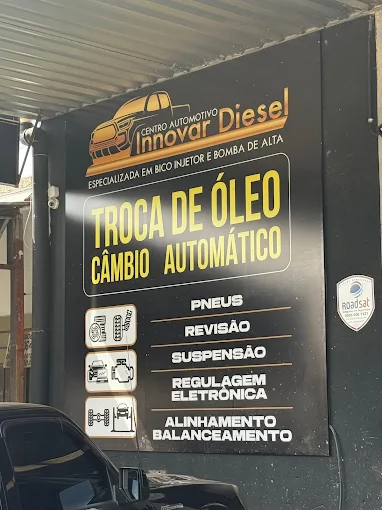 CENTRO AUTOMOTIVO
Innovar Diesel
ESPECIALIZADA EM BICO INJETOR E BOMBA DE ALTA
TROCA DE ÓLEO
CÂMBIO AUTOMÁTICO
PNEUS
REVISÃO
SUSPENSÃO
REGULAGEM
ELETRÔNICA
ALINHAMENTO
BALANCEAMENTO
ROADSat